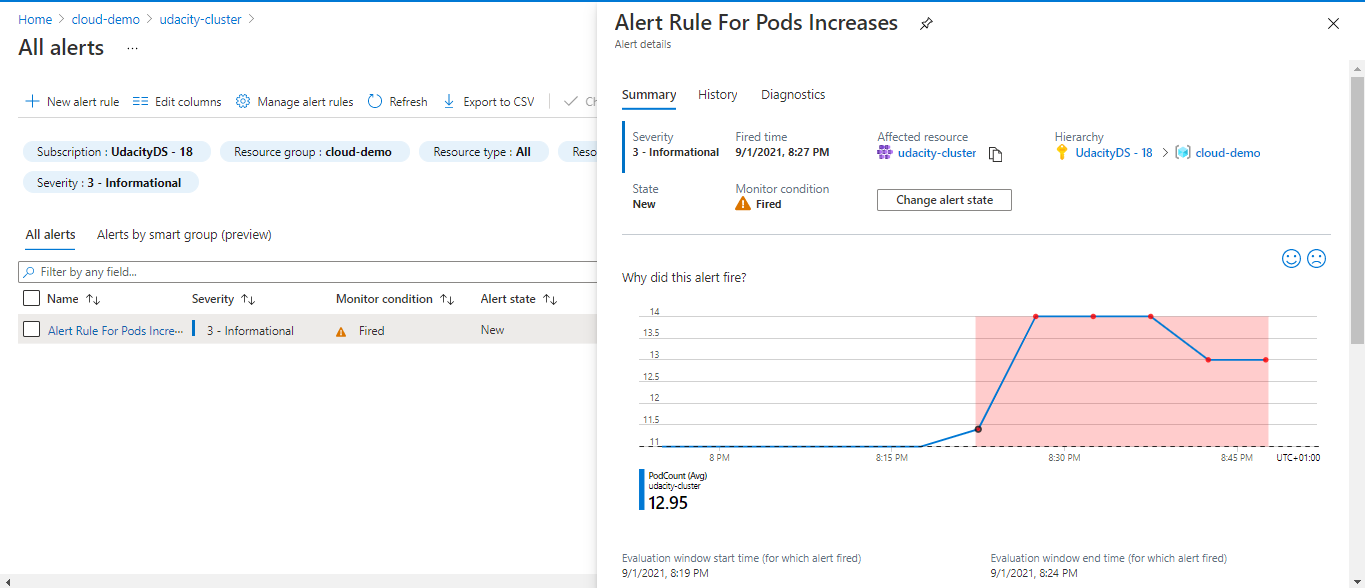 Home > cloud-demo > udacity-cluster >
All alerts ...
New alert rule Edit columns Manage alert rules Refresh Export to CSV
Subscription : UdacityDS - 18 Resource group : cloud-demo Resource type : All Reso
Severity : 3 - Informational
All alerts Alerts by smart group (preview)
Filter by any field...
Name Severity Monitor condition Alert state
Alert Rule For Pods Incre... 3 - Informational Fired New
Alert Rule For Pods Increases
Alert details
Summary History Diagnostics
Severity Fired time Affected resource Hierarchy
3 - Informational 9/1/2021, 8:27 PM udacity-cluster UdacityDS - 18 > cloud-demo
State Monitor condition
New Fired Change alert state
Why did this alert fire?
14
13.5
13
12.5
12
11.5
11
8 PM 8:15 PM 8:30 PM 8:45 PM UTC+01:00
PodCount (Avg)
udacity-cluster
12.95
Evaluation window start time (for which alert fired) Evaluation window end time (for which alert fired)
9/1/2021, 8:19 PM 9/1/2021, 8:24 PM